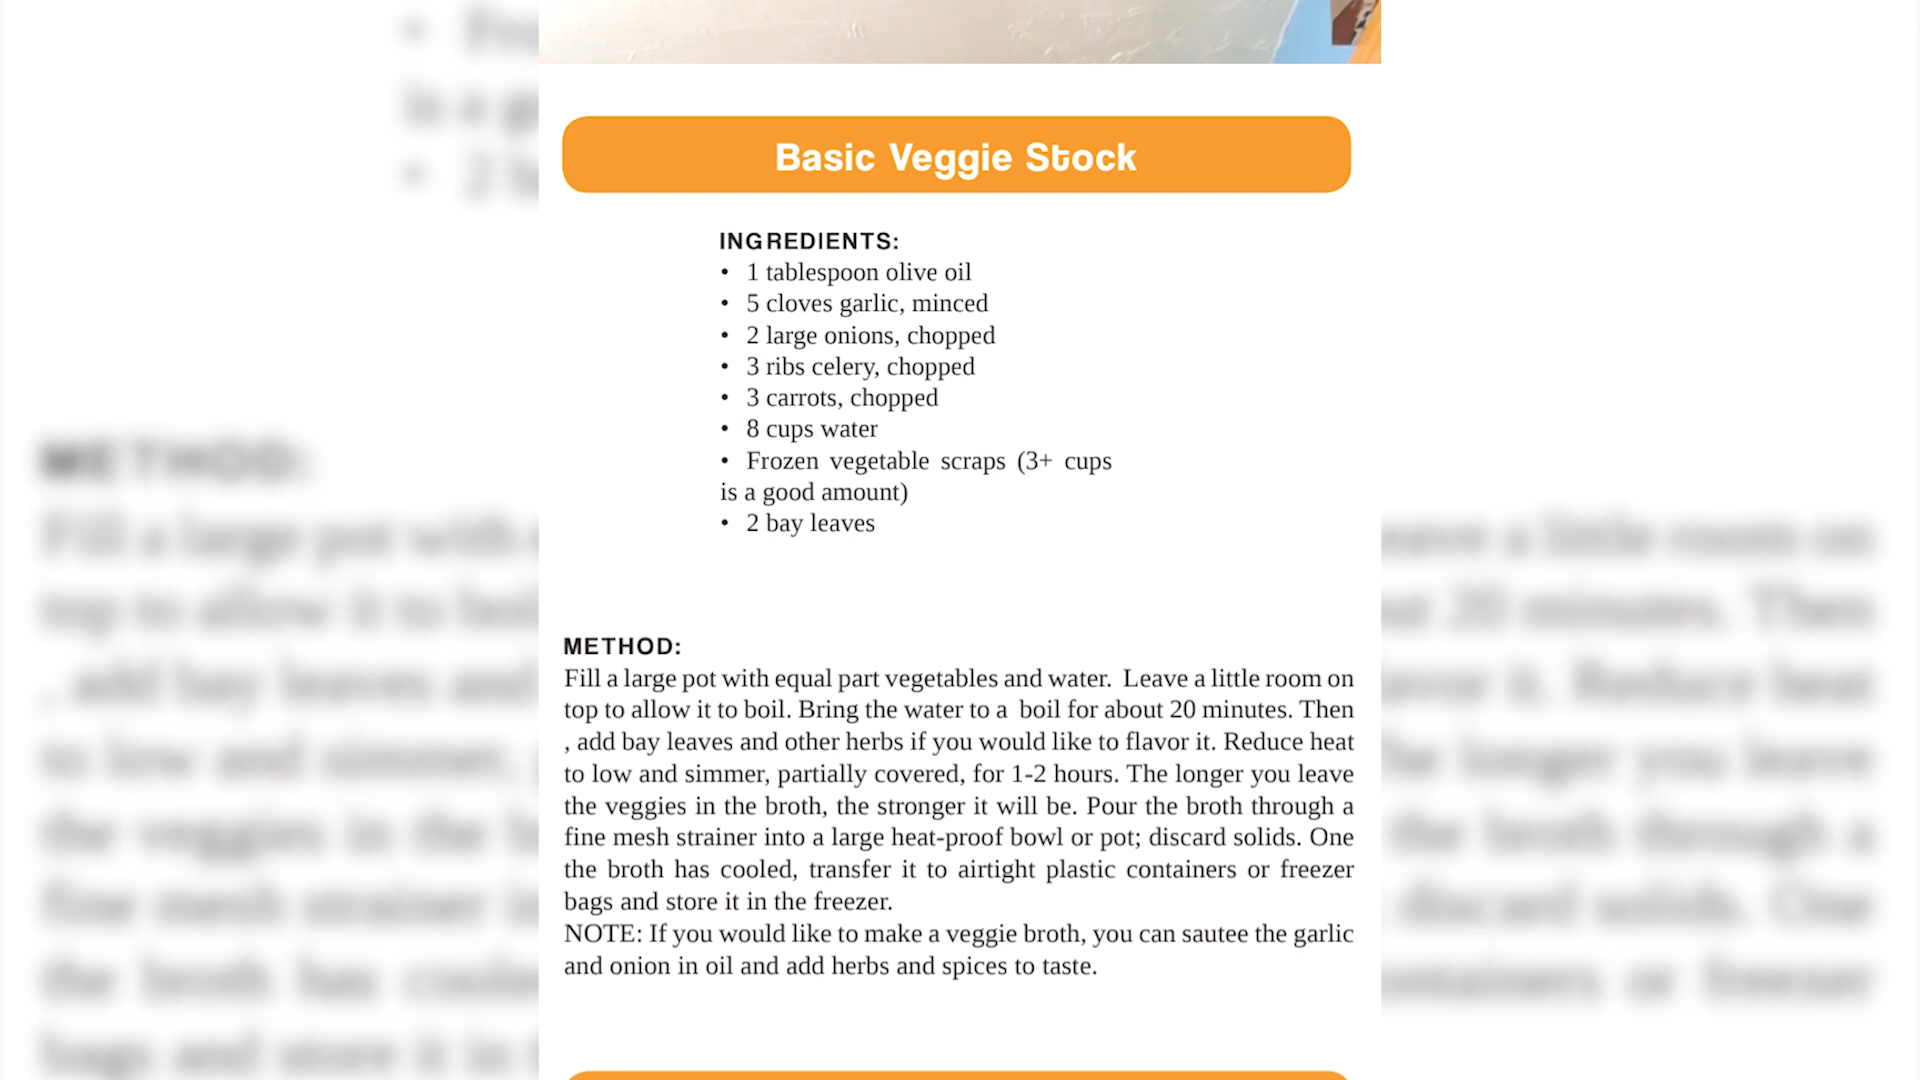 Basic Veggie Stock
INGREDIENTS:
• 1 tablespoon olive oil
• 5 cloves garlic, minced
• 2 large onions, chopped
• 3 ribs celery, chopped
• 3 carrots, chopped
• 8 cups water
• Frozen vegetable scraps (3+ cups
is a good amount)
• 2 bay leaves
METHOD:
Fill a large pot with equal part vegetables and water. Leave a little room on
top to allow it to boil. Bring the water to a boil for about 20 minutes. Then
, add bay leaves and other herbs if you would like to flavor it. Reduce heat
to low and simmer, partially covered, for 1-2 hours. The longer you leave
the veggies in the broth, the stronger it will be. Pour the broth through a
fine mesh strainer into a large heat-proof bowl or pot; discard solids. One
the broth has cooled, transfer it to airtight plastic containers or freezer
bags and store it in the freezer.
NOTE: If you would like to make a veggie broth, you can sautee the garlic
and onion in oil and add herbs and spices to taste.